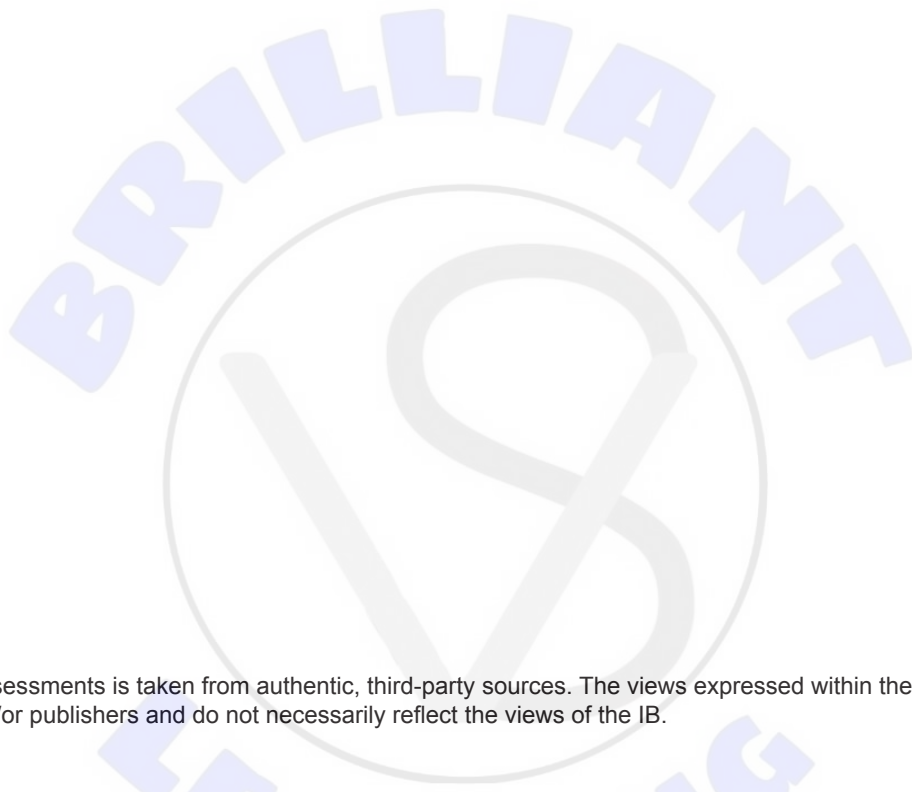 BRILLIANT
VS
sessments is taken from authentic, third-party sources. The views expressed within the
/or publishers and do not necessarily reflect the views of the IB.